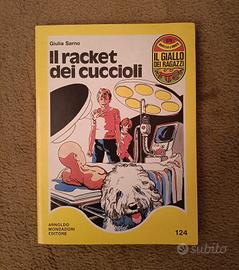 Giulia Sarno
Il racket
dei cuccioli
IL GIALLO
DEI RAGAZZI
ARNOLDO
MONDADORI
EDITORE
124
subito